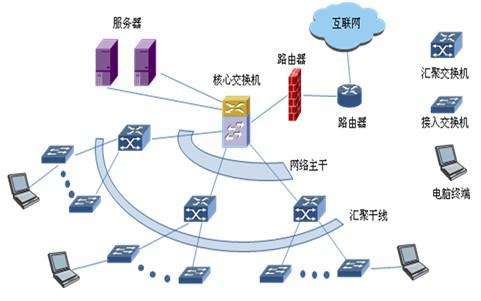 服务器
互联网
路由器
核心交换机
汇聚交换机
路由器
接入交换机
网络主干
电脑终端
汇聚干线